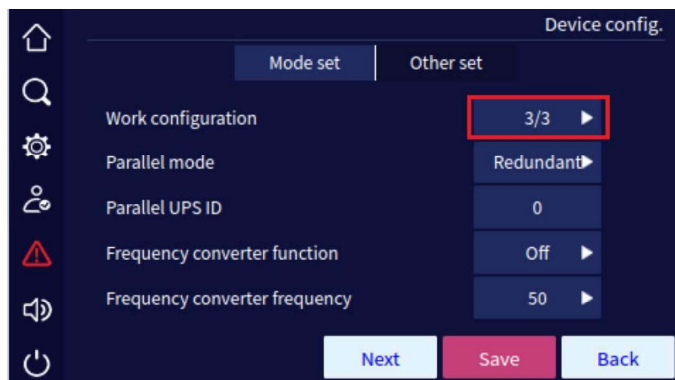 Device config.
Mode set Other set
Work configuration 3/3
Parallel mode Redundant
Parallel UPS ID 0
Frequency converter function Off
Frequency converter frequency 50
Next Save Back